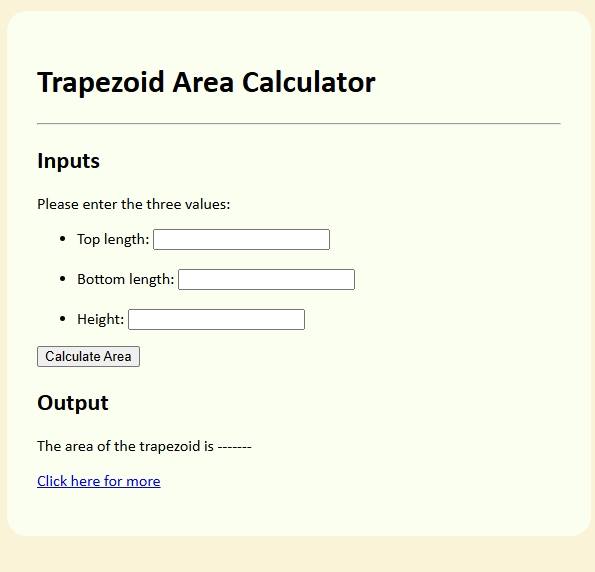 Trapezoid Area Calculator
Inputs
Please enter the three values:
• Top length:
• Bottom length:
• Height:
Calculate Area
Output
The area of the trapezoid is -------
Click here for more